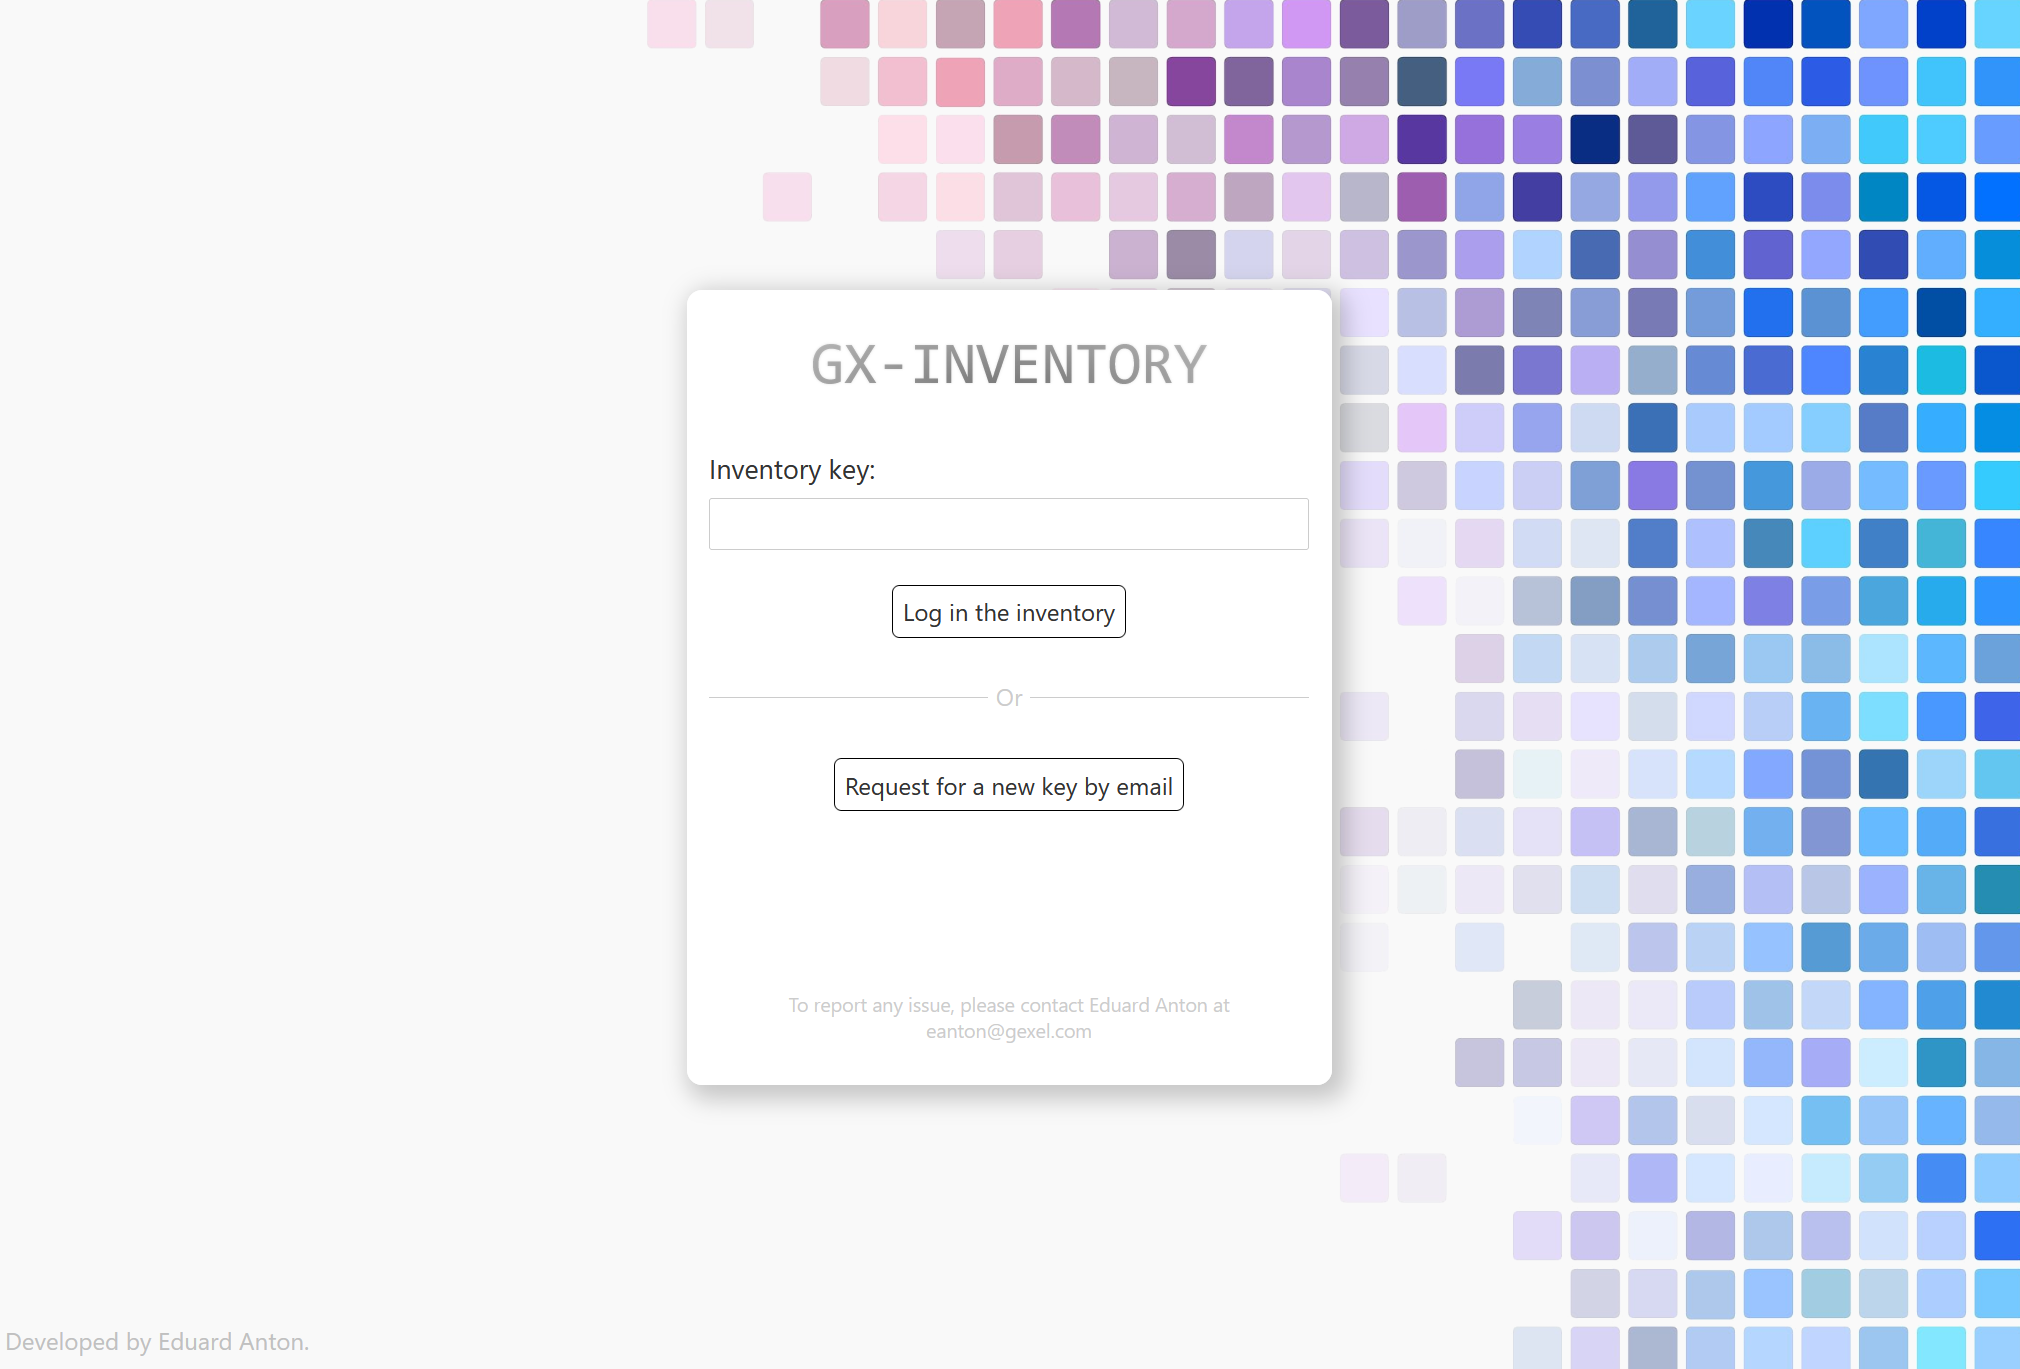 GX-INVENTORY
Inventory key:
Log in the inventory
Or
Request for a new key by email
To report any issue, please contact Eduard Anton at
eanton@gexel.com
Developed by Eduard Anton.